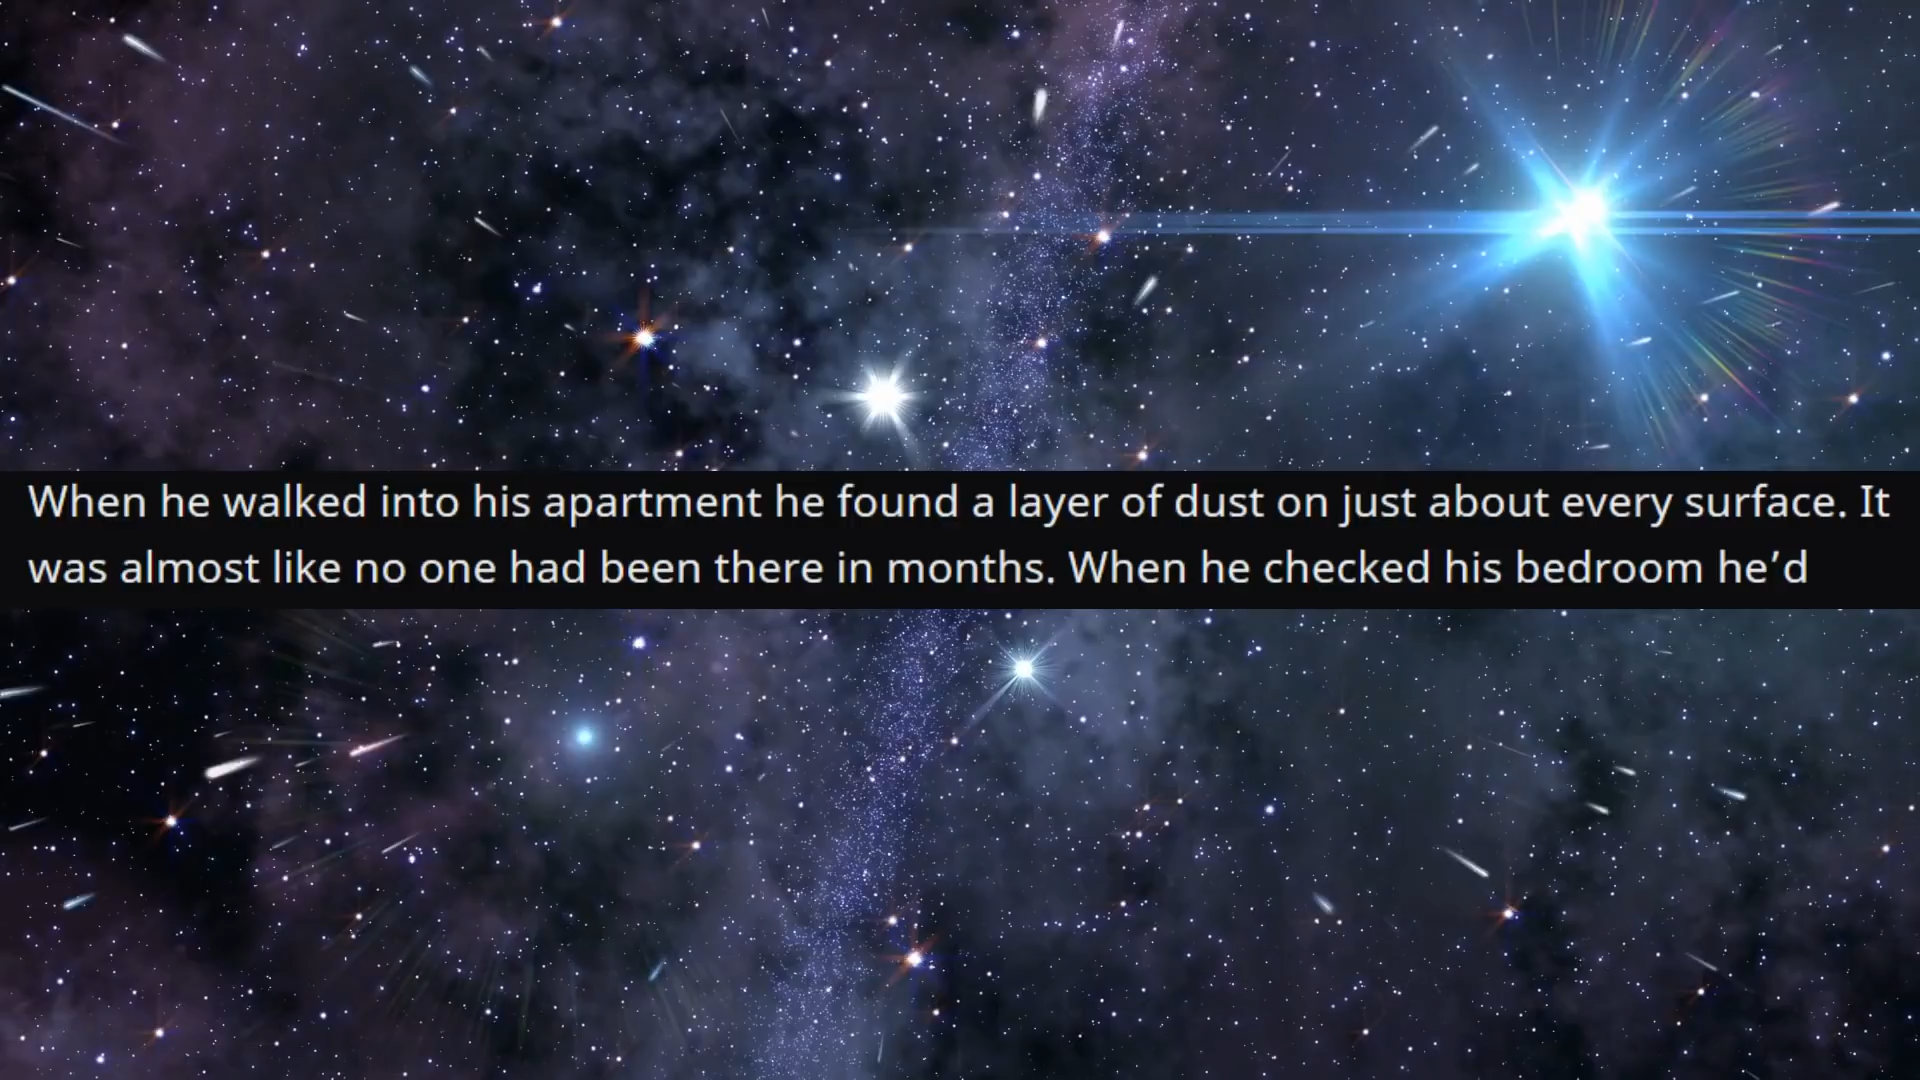 When he walked into his apartment he found a layer of dust on just about every surface. It
was almost like no one had been there in months. When he checked his bedroom he’d